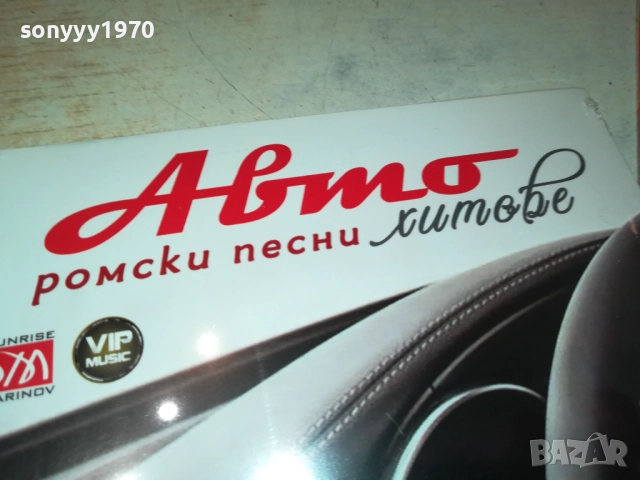 sonyyy1970
Авто
ромски песни хитове
UNRISE
ARINOV
VIP
MUSIC
BAZAR